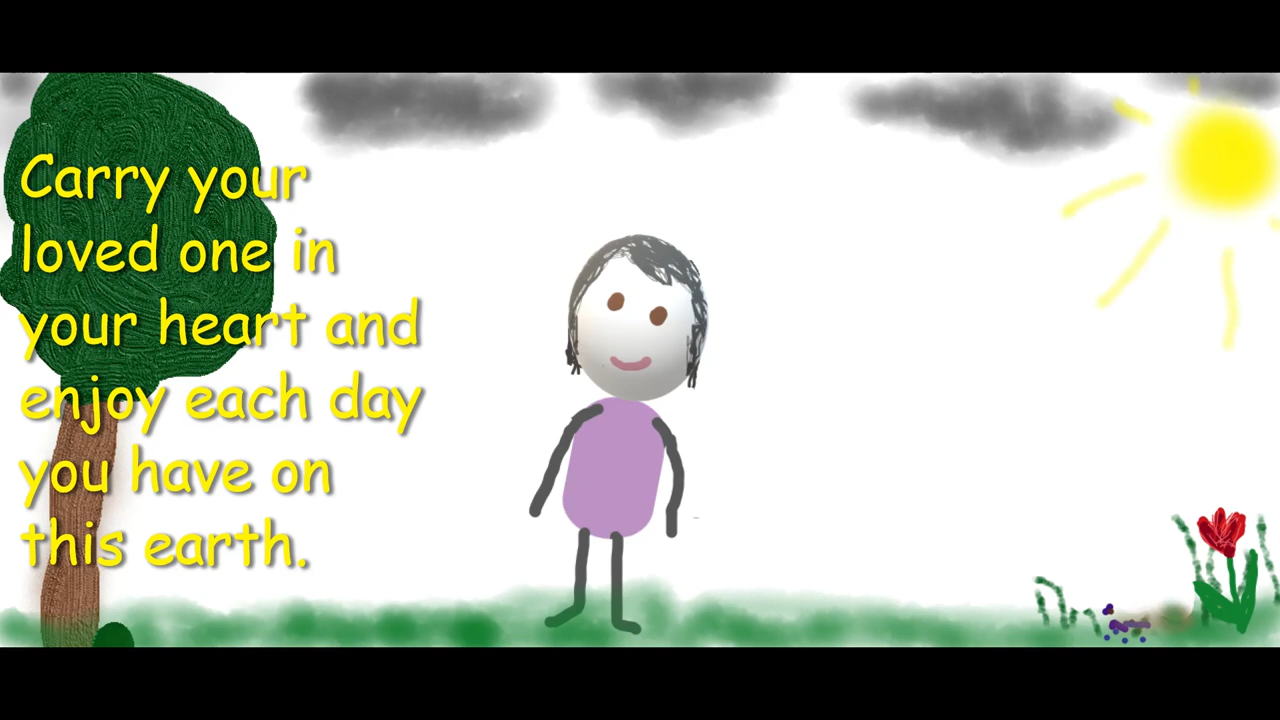 Carry your
loved one in
your heart and
enjoy each day
you have on
this earth.